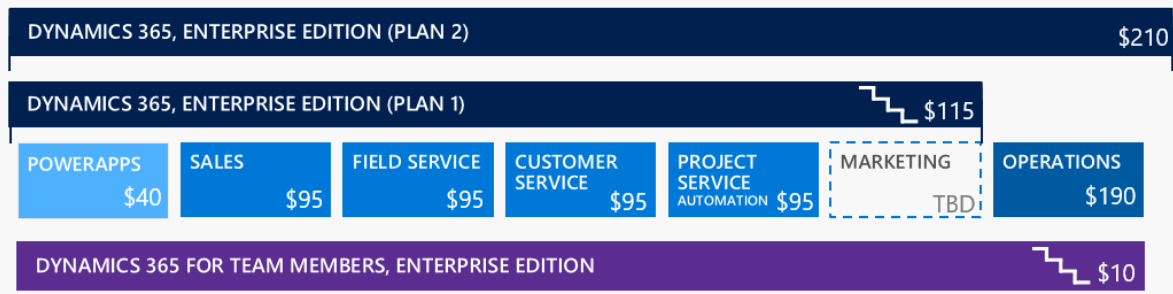 DYNAMICS 365, ENTERPRISE EDITION (PLAN 2)
$210
DYNAMICS 365, ENTERPRISE EDITION (PLAN 1)
$115
POWERAPPS
$40
SALES
$95
FIELD SERVICE
$95
CUSTOMER
SERVICE
$95
PROJECT
SERVICE
AUTOMATION $95
MARKETING
TBD
OPERATIONS
$190
DYNAMICS 365 FOR TEAM MEMBERS, ENTERPRISE EDITION
$10